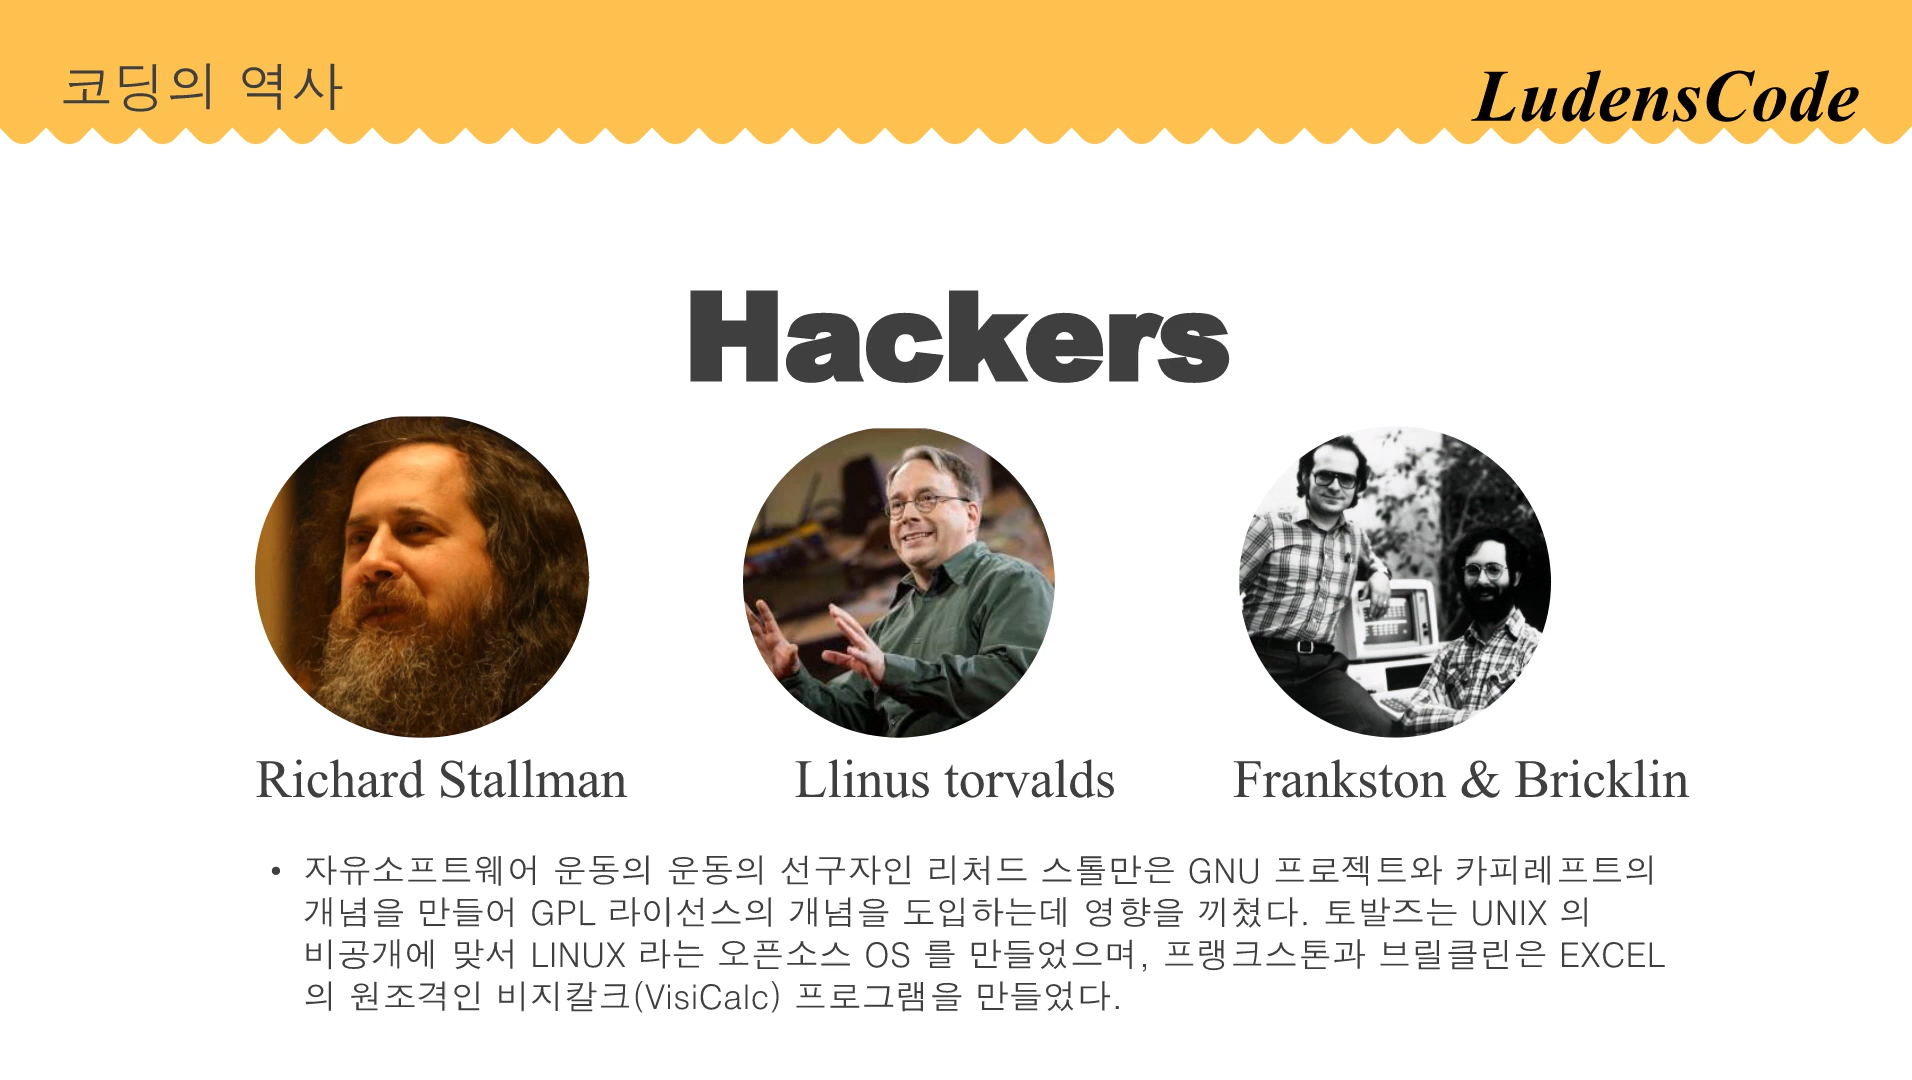 코딩의 역사
LudensCode
Hackers
Richard Stallman
Llinus torvalds
Frankston & Bricklin
• 자유소프트웨어 운동의 운동의 선구자인 리처드 스톨만은 GNU 프로젝트와 카피레프트의
개념을 만들어 GPL 라이선스의 개념을 도입하는데 영향을 끼쳤다. 토발즈는 UNIX 의
비공개에 맞서 LINUX 라는 오픈소스 OS 를 만들었으며, 프랭크스톤과 브릴클린은 EXCEL
의 원조격인 비지칼크(VisiCalc) 프로그램을 만들었다.